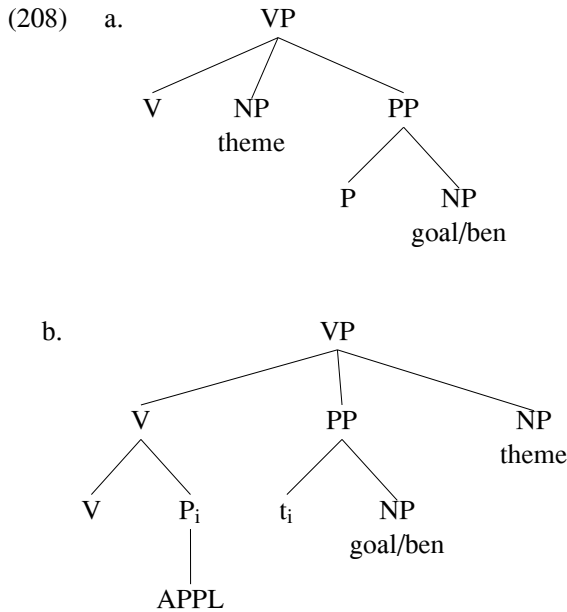 (208) a. VP
V NP PP
theme
P NP
goal/ben
b. VP
V PP NP
theme
V Pi ti NP
goal/ben
APPL